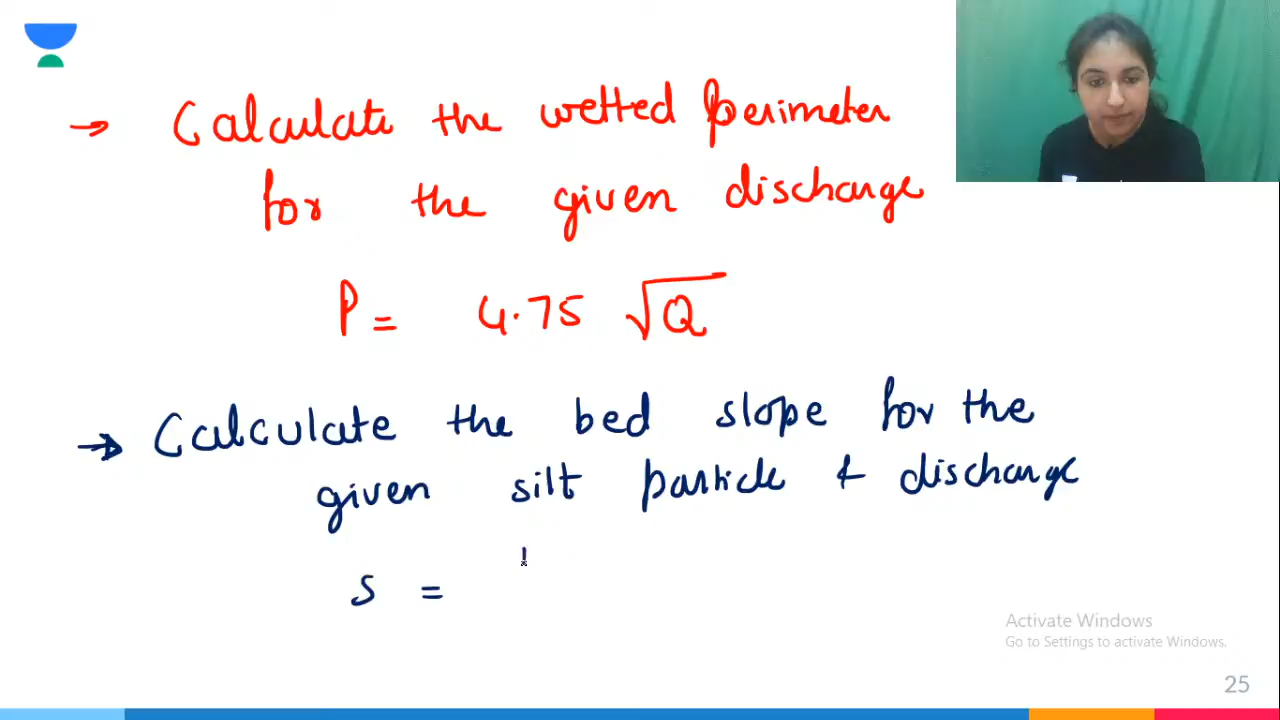 → Calculate the wetted perimeter
for the given discharge
P = 4.75 √Q
→ Calculate the bed slope for the
given silt particle & discharge
S =
Activate Windows
Go to Settings to activate Windows.
25